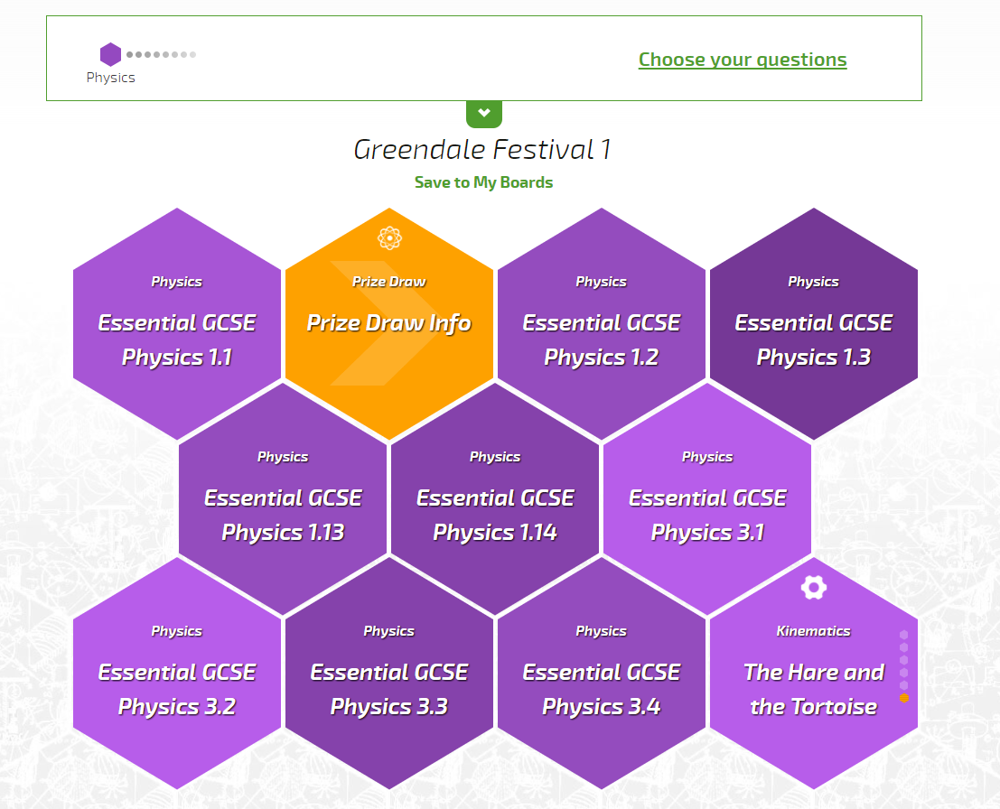 Physics
Choose your questions
Greendale Festival 1
Save to My Boards
Physics
Essential GCSE
Physics 1.1
Prize Draw
Prize Draw Info
Physics
Essential GCSE
Physics 1.2
Physics
Essential GCSE
Physics 1.3
Physics
Essential GCSE
Physics 1.13
Physics
Essential GCSE
Physics 1.14
Physics
Essential GCSE
Physics 3.1
Physics
Essential GCSE
Physics 3.2
Physics
Essential GCSE
Physics 3.3
Physics
Essential GCSE
Physics 3.4
Kinematics
The Hare and
the Tortoise